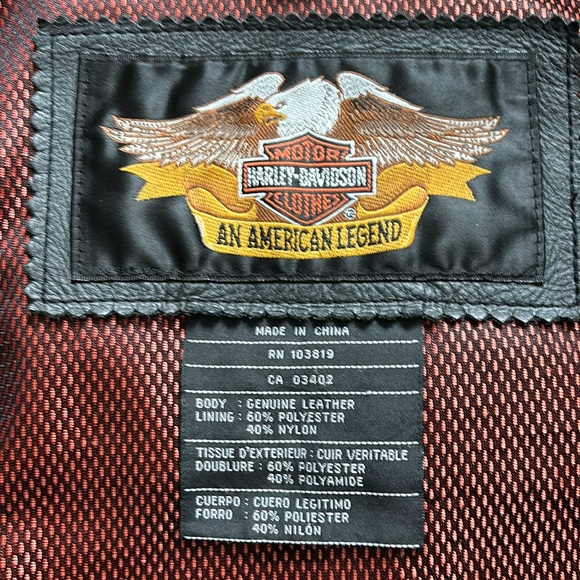 MOTOR
HARLEY-DAVIDSON
CLOTHES
®
AN AMERICAN LEGEND
MADE IN CHINA
RN 103819
CA 03402
BODY : GENUINE LEATHER
LINING : 60% POLYESTER
40% NYLON
TISSUE D'EXTERIEUR : CUIR VERITABLE
DOUBLURE : 60% POLYESTER
40% POLYAMIDE
CUERPO : CUERO LEGITIMO
FORRO : 60% POLIESTER
40% NILÓN